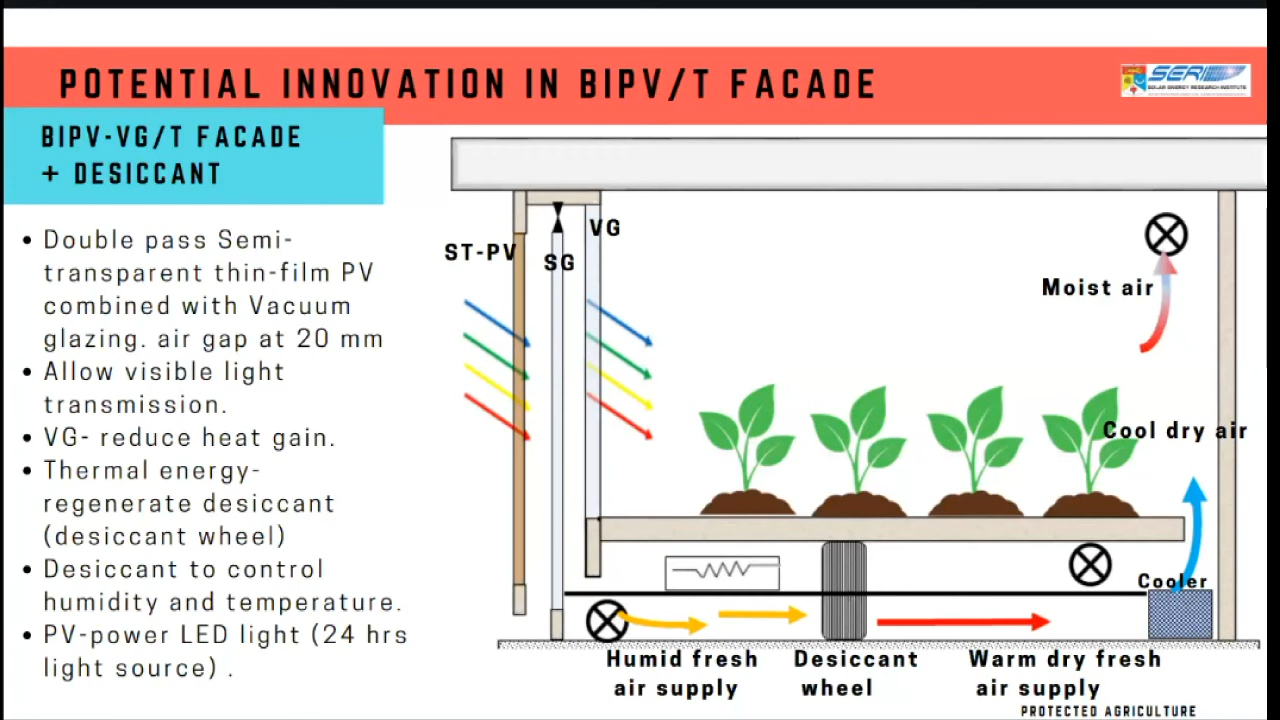 POTENTIAL INNOVATION IN BIPV/T FACADE
SERI
SOLAR ENERGY RESEARCH INSTITUTE
BIPV-VG/T FACADE
+ DESICCANT
• Double pass Semi-
transparent thin-film PV
combined with Vacuum
glazing. air gap at 20 mm
• Allow visible light
transmission.
• VG- reduce heat gain.
• Thermal energy-
regenerate desiccant
(desiccant wheel)
• Desiccant to control
humidity and temperature.
• PV-power LED light (24 hrs
light source) .
ST-PV
SG
VG
Moist air
Cool dry air
Cooler
Humid fresh
air supply
Desiccant
wheel
Warm dry fresh
air supply
PROTECTED AGRICULTURE